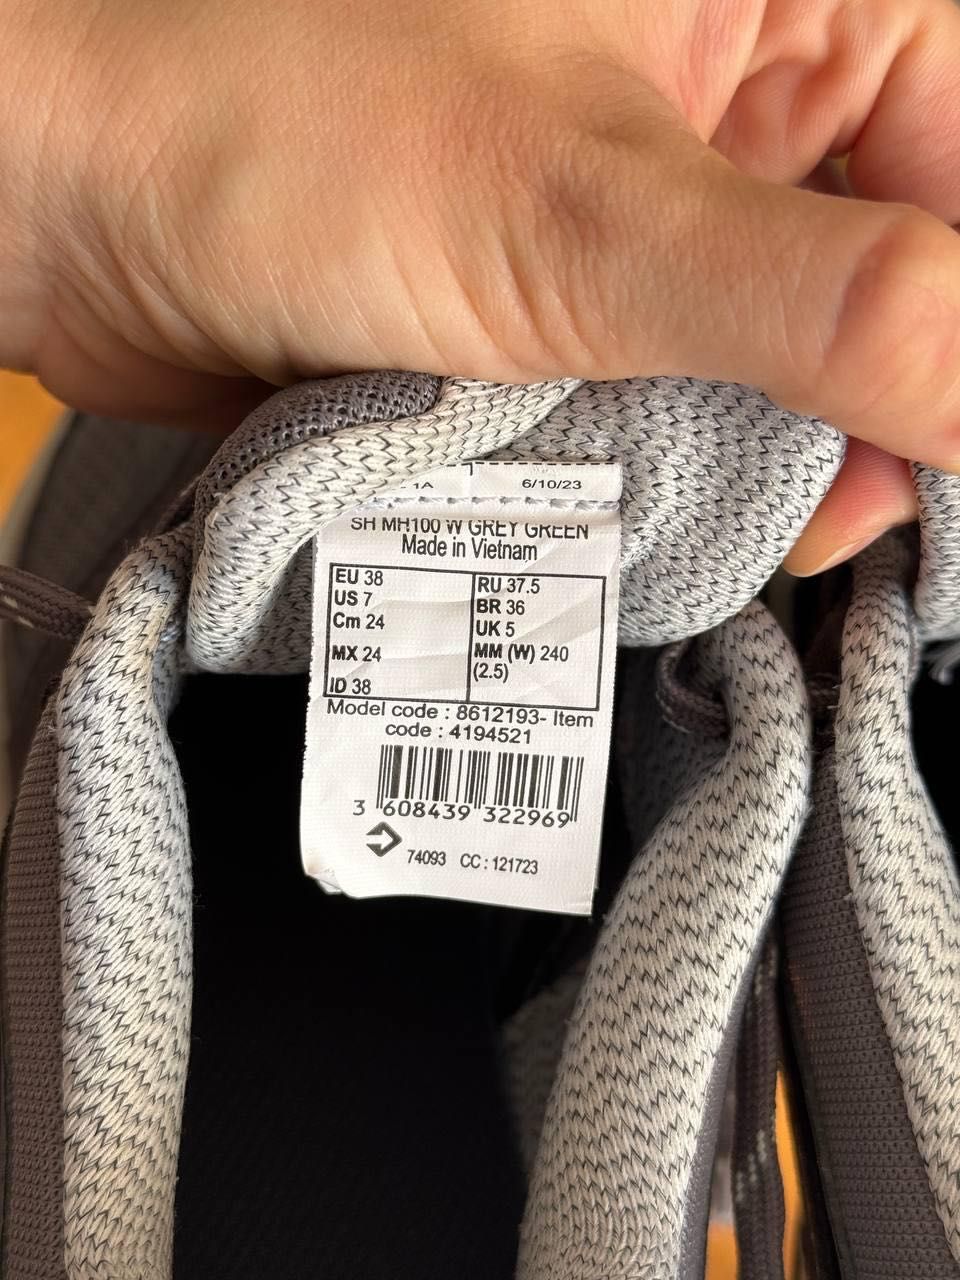 1A 6/10/23
SH MH100 W GREY GREEN
Made in Vietnam
EU 38 RU 37.5
US 7 BR 36
Cm 24 UK 5
MX 24 MM (W) 240
(2.5)
ID 38
Model code : 8612193- Item
code : 4194521
3 608439 322969
74093 CC : 121723